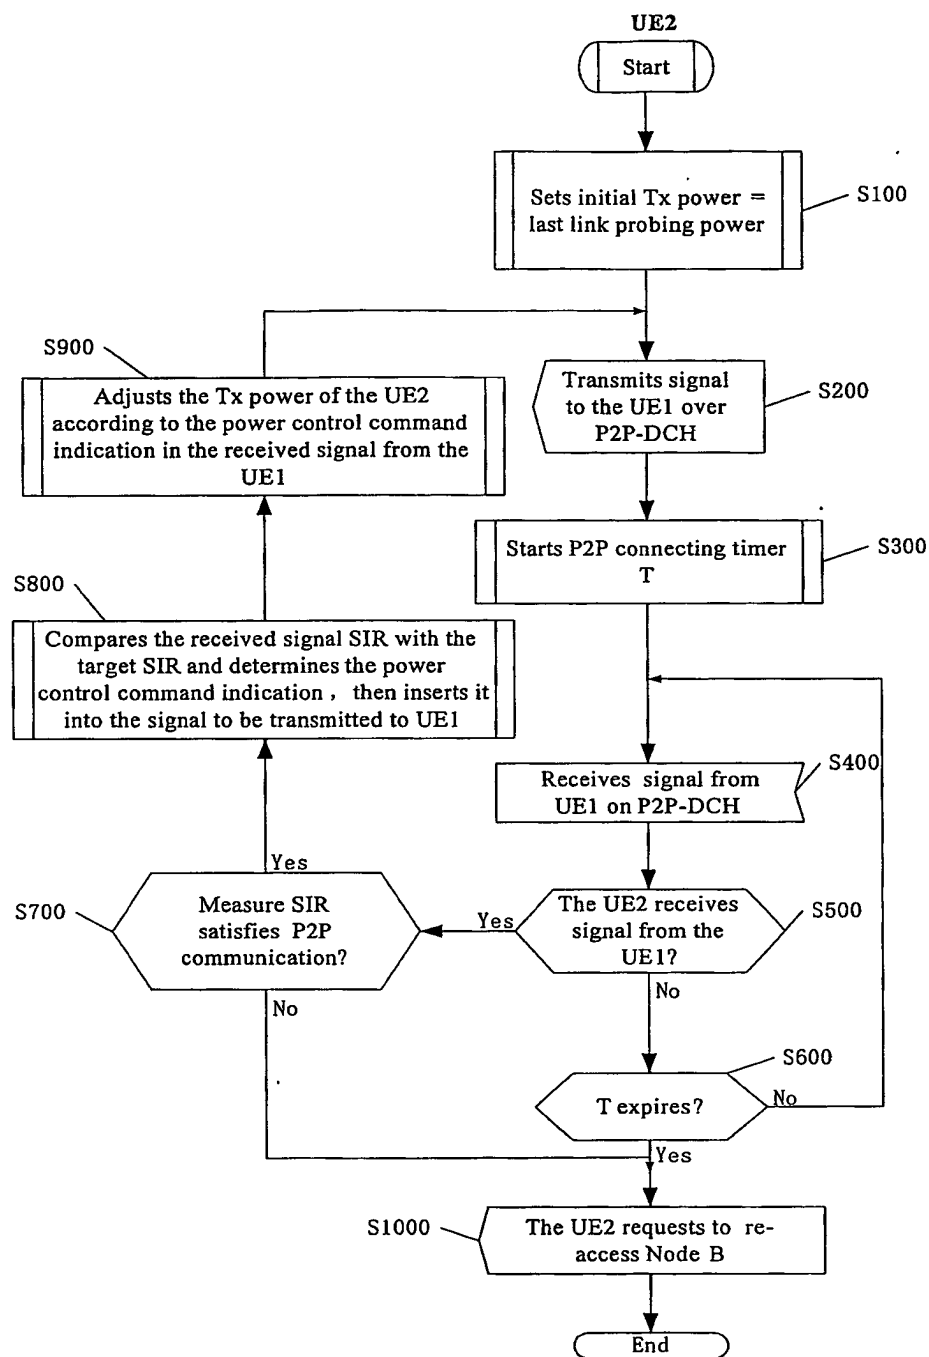 UE2
Start
Sets initial Tx power =
last link probing power
S100
S900
Adjusts the Tx power of the UE2
according to the power control command
indication in the received signal from the
UE1
Transmits signal
to the UE1 over
P2P-DCH
S200
Starts P2P connecting timer
T
S300
S800
Compares the received signal SIR with the
target SIR and determines the power
control command indication , then inserts it
into the signal to be transmitted to UE1
Receives signal from
UE1 on P2P-DCH
S400
Yes
S700
Measure SIR
satisfies P2P
communication?
Yes
The UE2 receives
signal from the
UE1?
S500
No
No
S600
T expires?
No
Yes
S1000
The UE2 requests to re-
access Node B
End